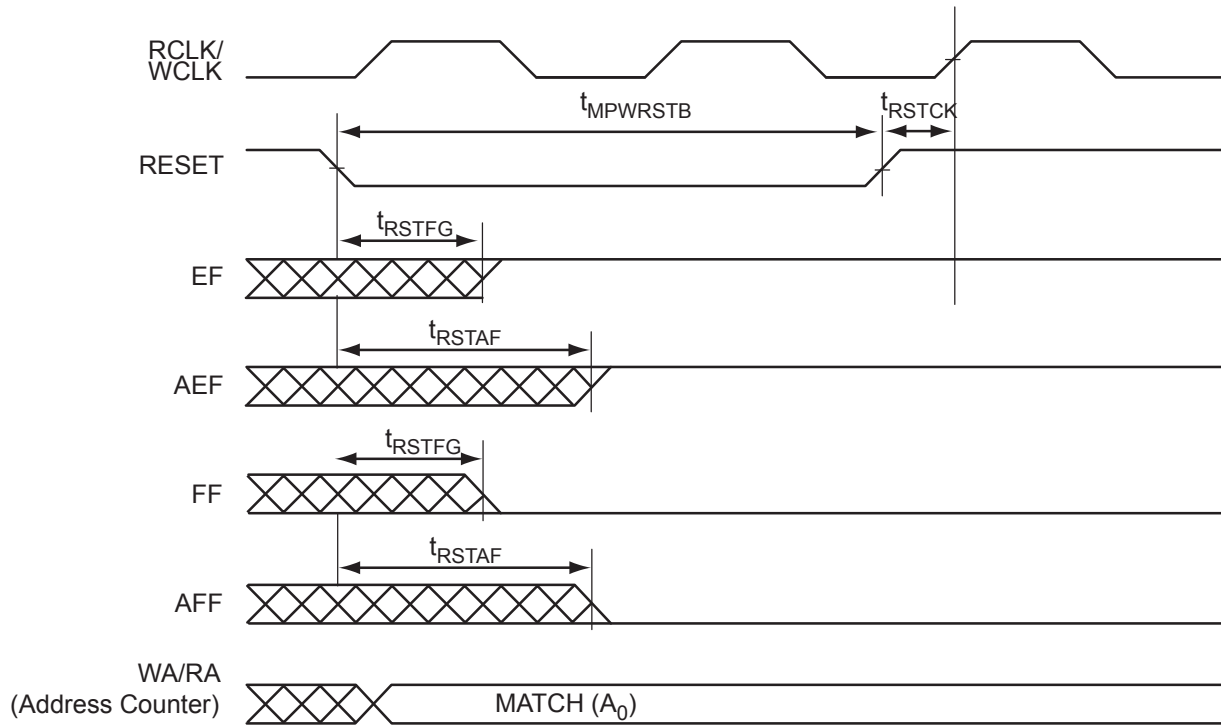 RCLK/
WCLK
tMPWRSTB
tRSTCK
RESET
tRSTFG
EF
tRSTAF
AEF
tRSTFG
FF
tRSTAF
AFF
WA/RA
(Address Counter)
MATCH (A0)